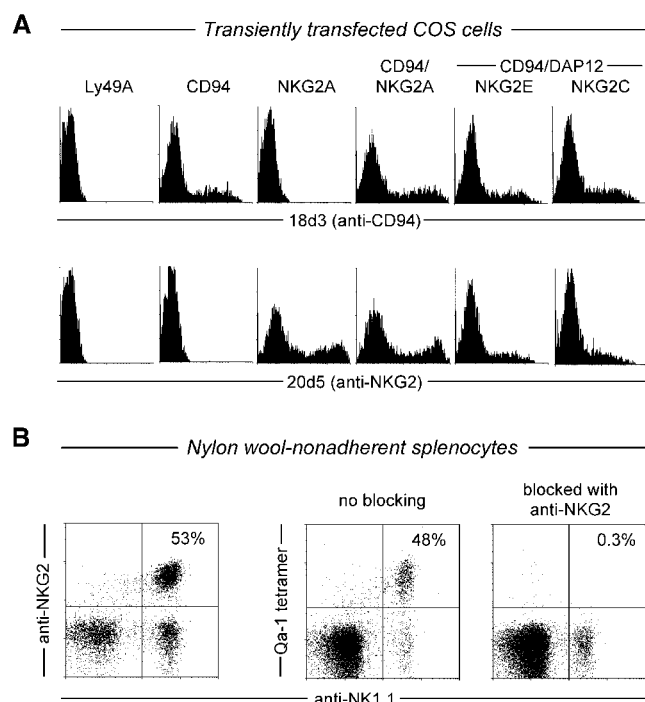 A
Transiently transfected COS cells
Ly49A
CD94
NKG2A
CD94/
NKG2A
CD94/DAP12
NKG2E
NKG2C
18d3 (anti-CD94)
20d5 (anti-NKG2)
B
Nylon wool-nonadherent splenocytes
no blocking
blocked with
anti-NKG2
53%
48%
0.3%
anti-NKG2
Qa-1 tetramer
anti-NK1.1